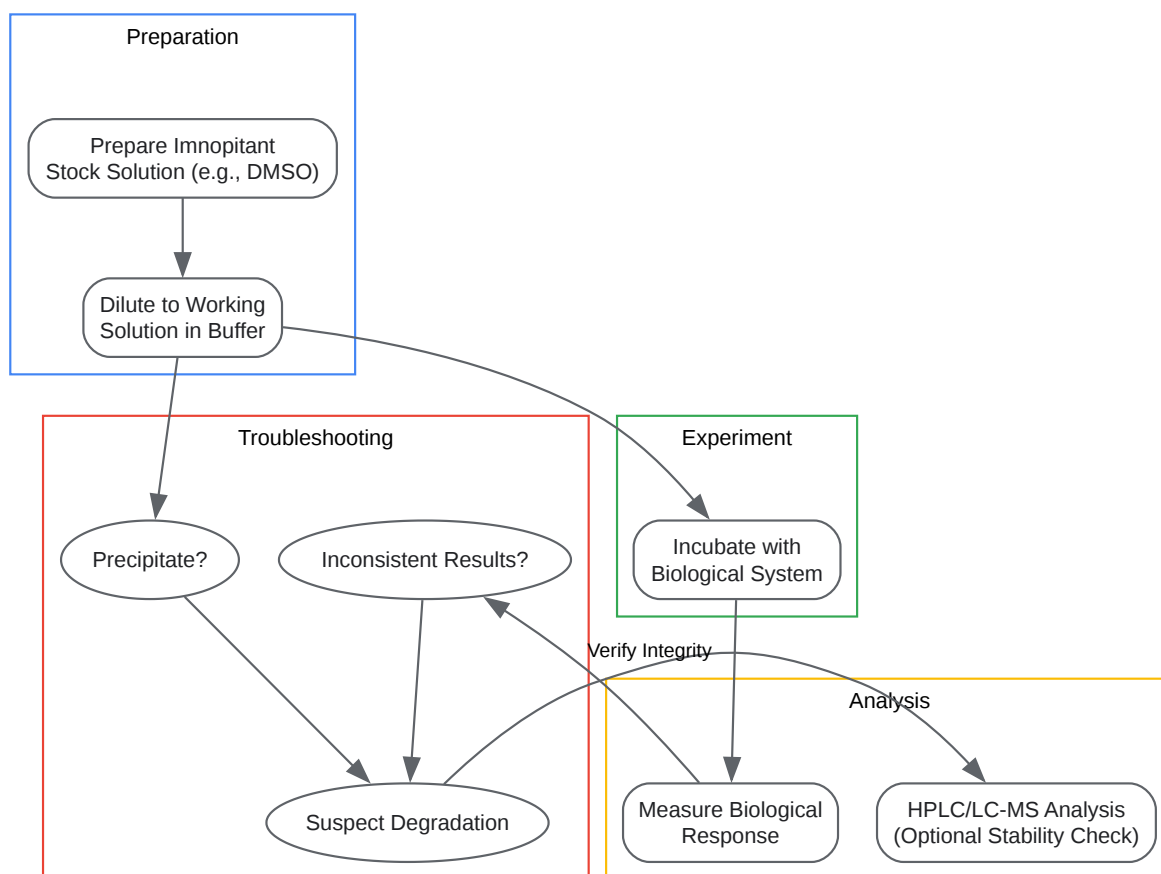 Preparation
Prepare Imnopitant
Stock Solution (e.g., DMSO)
Dilute to Working
Solution in Buffer
Troubleshooting
Experiment
Precipitate?
Inconsistent Results?
Incubate with
Biological System
Verify Integrity
Analysis
Suspect Degradation
Measure Biological
Response
HPLC/LC-MS Analysis
(Optional Stability Check)